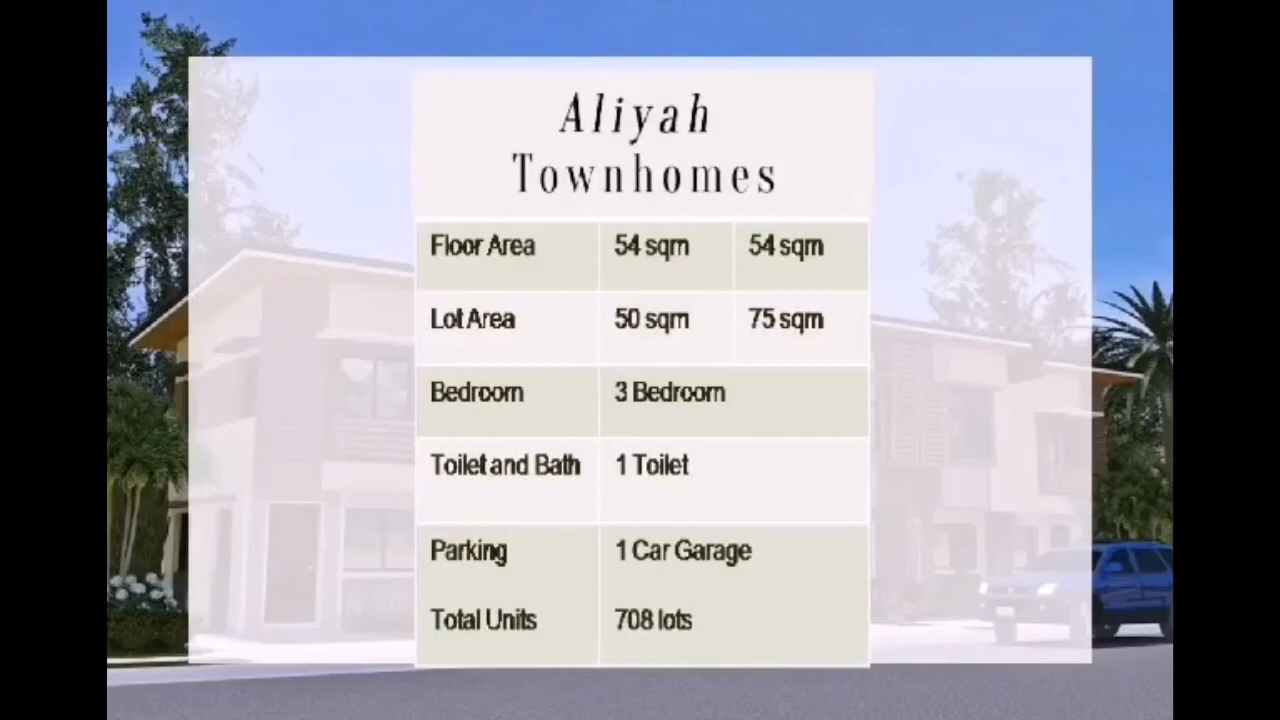 Aliyah
Townhomes
Floor Area 54 sqm 54 sqm
Lot Area 50 sqm 75 sqm
Bedroom 3 Bedroom
Toilet and Bath 1 Toilet
Parking 1 Car Garage
Total Units 708 lots